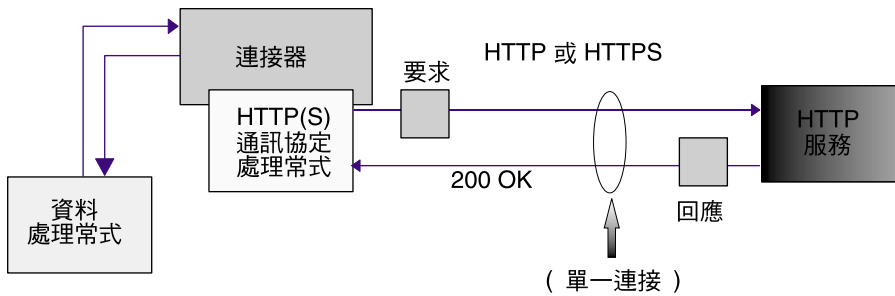 連接器
HTTP(S)
通訊協定
處理常式
資料
處理常式
要求
HTTP 或 HTTPS
200 OK
回應
HTTP
服務
( 單一連接 )